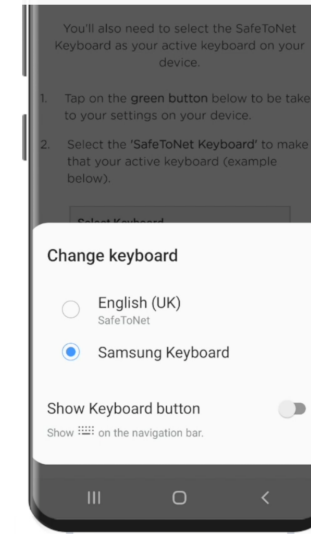 You'll also need to select the SafeToNet
Keyboard as your active keyboard on your
device.
1. Tap on the green button below to be take
to your settings on your device.
2. Select the 'SafeToNet Keyboard' to make
that your active keyboard (example
below).
Select Keyboard
Change keyboard
English (UK)
SafeToNet
Samsung Keyboard
Show Keyboard button
Show on the navigation bar.